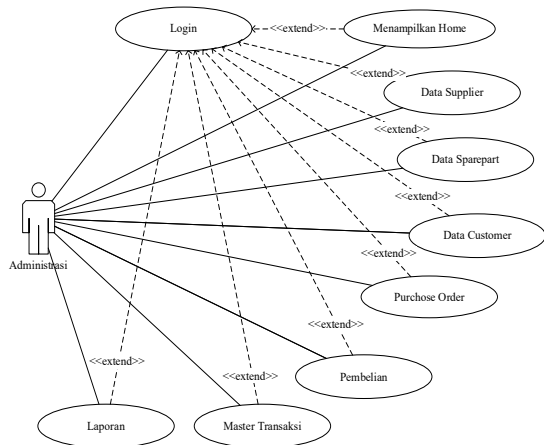 Login
<<extend>>
Menampilkan Home
<<extend>>
Data Supplier
<<extend>>
Data Sparepart
<<extend>>
Data Customer
Administrasi
<<extend>>
Purchose Order
<<extend>>
Pembelian
<<extend>>
<<extend>>
Laporan
Master Transaksi